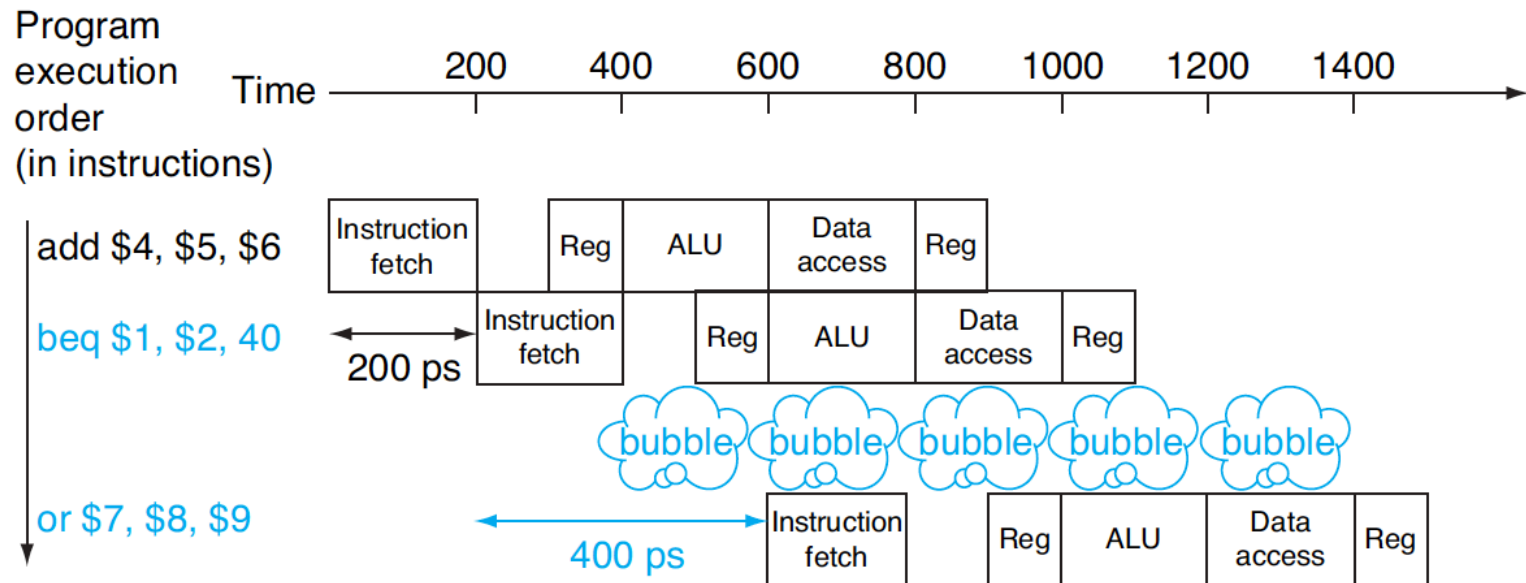 Program
execution
order
(in instructions)
Time
200 400 600 800 1000 1200 1400
add $4, $5, $6
Instruction
fetch
Reg
ALU
Data
access
Reg
beq $1, $2, 40
200 ps
Instruction
fetch
Reg
ALU
Data
access
Reg
bubble bubble bubble bubble bubble
or $7, $8, $9
400 ps
Instruction
fetch
Reg
ALU
Data
access
Reg